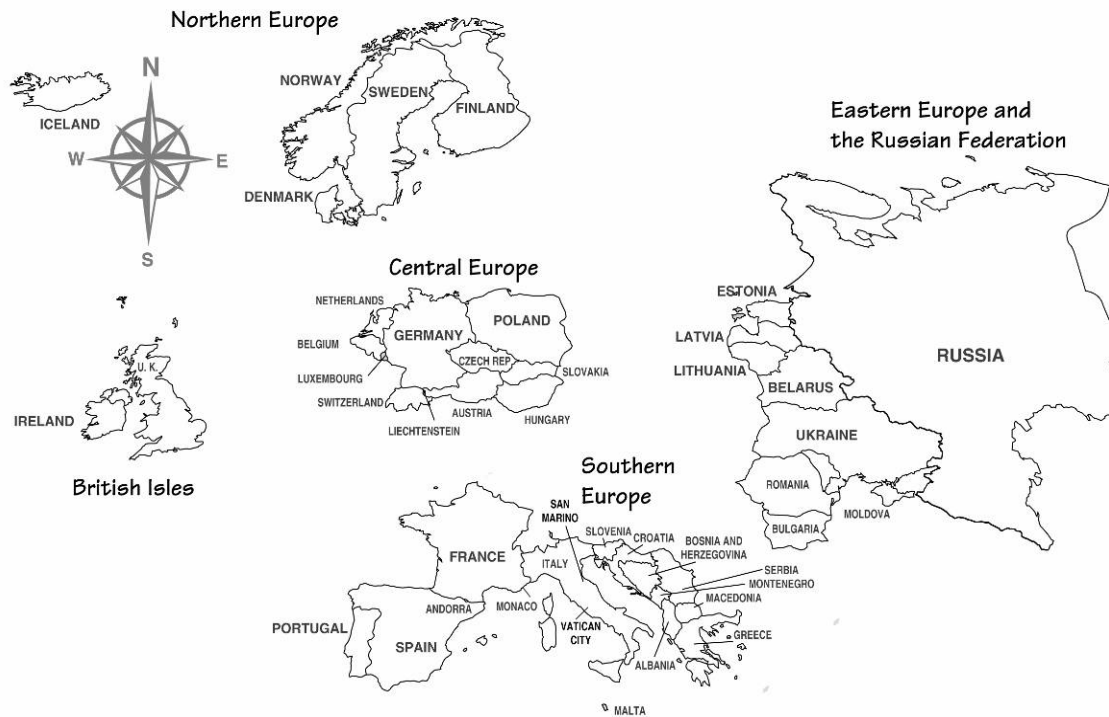 Northern Europe
N
W
E
S
ICELAND
NORWAY
SWEDEN
FINLAND
DENMARK
Eastern Europe and
the Russian Federation
ESTONIA
LATVIA
LITHUANIA
BELARUS
RUSSIA
UKRAINE
ROMANIA
MOLDOVA
BULGARIA
Central Europe
NETHERLANDS
GERMANY
POLAND
BELGIUM
CZECH REP
LUXEMBOURG
SLOVAKIA
SWITZERLAND
AUSTRIA
LIECHTENSTEIN
HUNGARY
U. K.
IRELAND
British Isles
Southern
Europe
SAN
MARINO
SLOVENIA
CROATIA
BOSNIA AND
HERZEGOVINA
FRANCE
ITALY
SERBIA
MONTENEGRO
MACEDONIA
ANDORRA
MONACO
PORTUGAL
SPAIN
VATICAN
CITY
GREECE
ALBANIA
MALTA